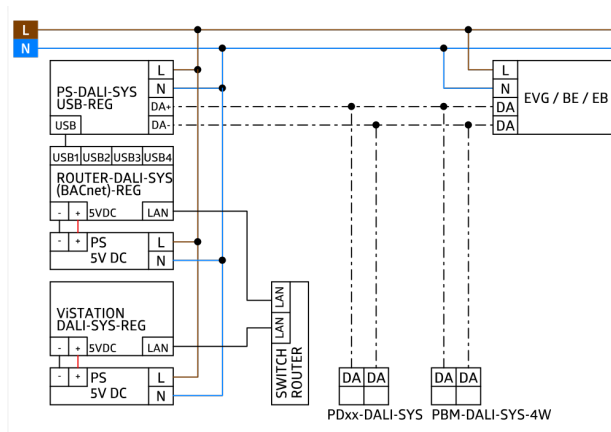 L
N
PS-DALI-SYS
USB-REG
L
N
DA+
DA-
USB
L
N
DA
DA
EVG / BE / EB
USB1 USB2 USB3 USB4
ROUTER-DALI-SYS
(BACnet)-REG
- + 5VDC LAN
- + PS
5V DC
L
N
ViSTATION
DALI-SYS-REG
- + 5VDC LAN
- + PS
5V DC
L
N
LAN
LAN
SWITCH
ROUTER
DA DA
PDxx-DALI-SYS
DA DA
PBM-DALI-SYS-4W